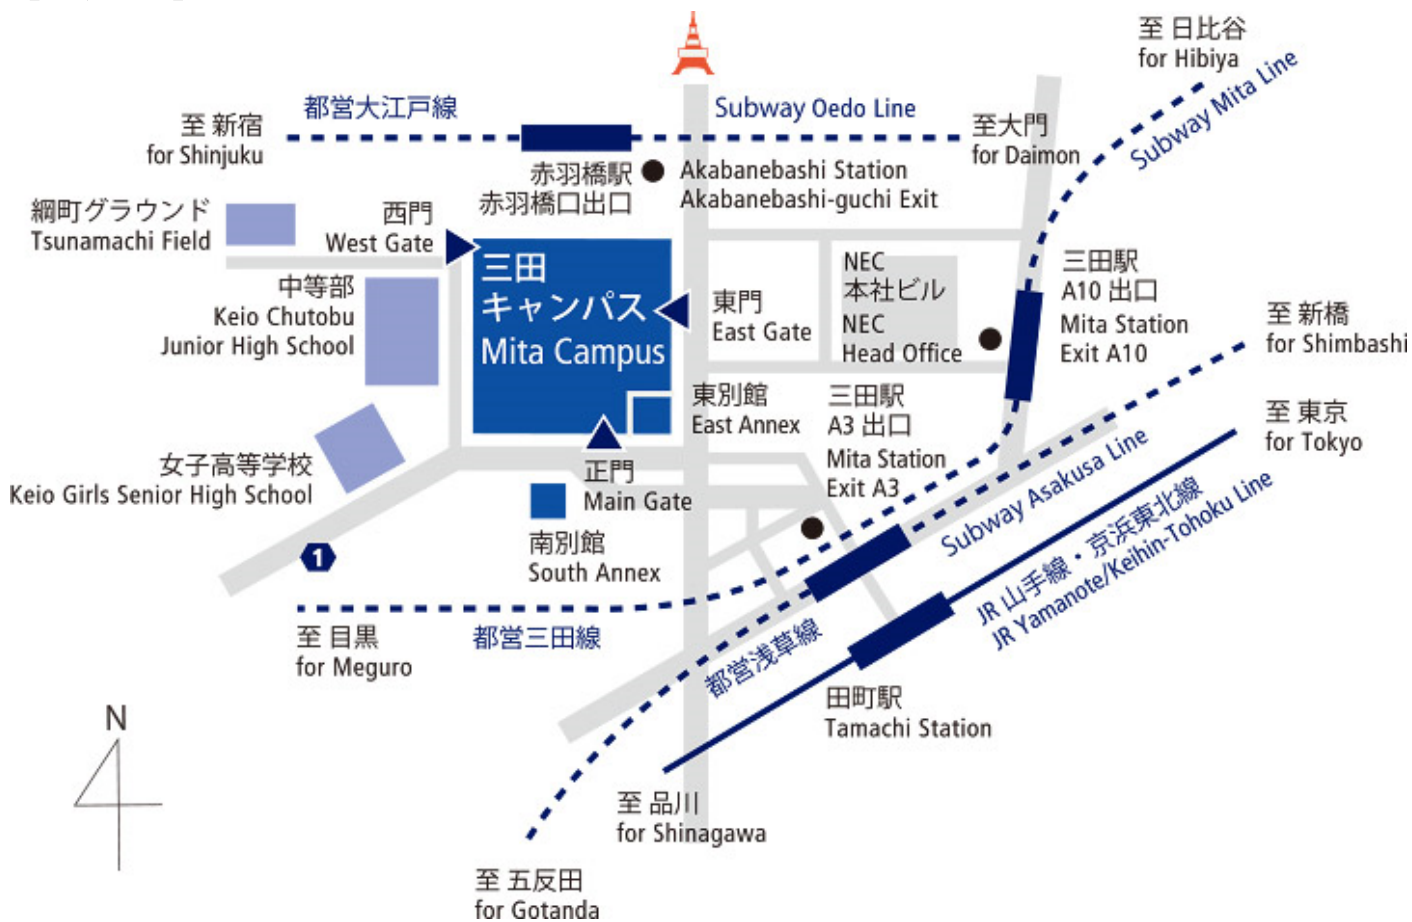 至 日比谷
for Hibiya
都営大江戸線
Subway Oedo Line
Subway Mita Line
至 新宿
for Shinjuku
至大門
for Daimon
赤羽橋駅
赤羽橋口出口
Akabanebashi Station
Akabanebashi-guchi Exit
綱町グラウンド
Tsunamachi Field
西門
West Gate
三田
キャンパス
Mita Campus
中等部
Keio Chutobu
Junior High School
東門
East Gate
NEC
本社ビル
NEC
Head Office
三田駅
A10 出口
Mita Station
Exit A10
至 新橋
for Shimbashi
東別館
East Annex
三田駅
A3 出口
Mita Station
Exit A3
至 東京
for Tokyo
女子高等学校
Keio Girls Senior High School
正門
Main Gate
Subway Asakusa Line
JR 山手線・京浜東北線
JR Yamanote/Keihin-Tohoku Line
1
南別館
South Annex
至 目黒
for Meguro
都営三田線
都営浅草線
田町駅
Tamachi Station
N
至 品川
for Shinagawa
至 五反田
for Gotanda